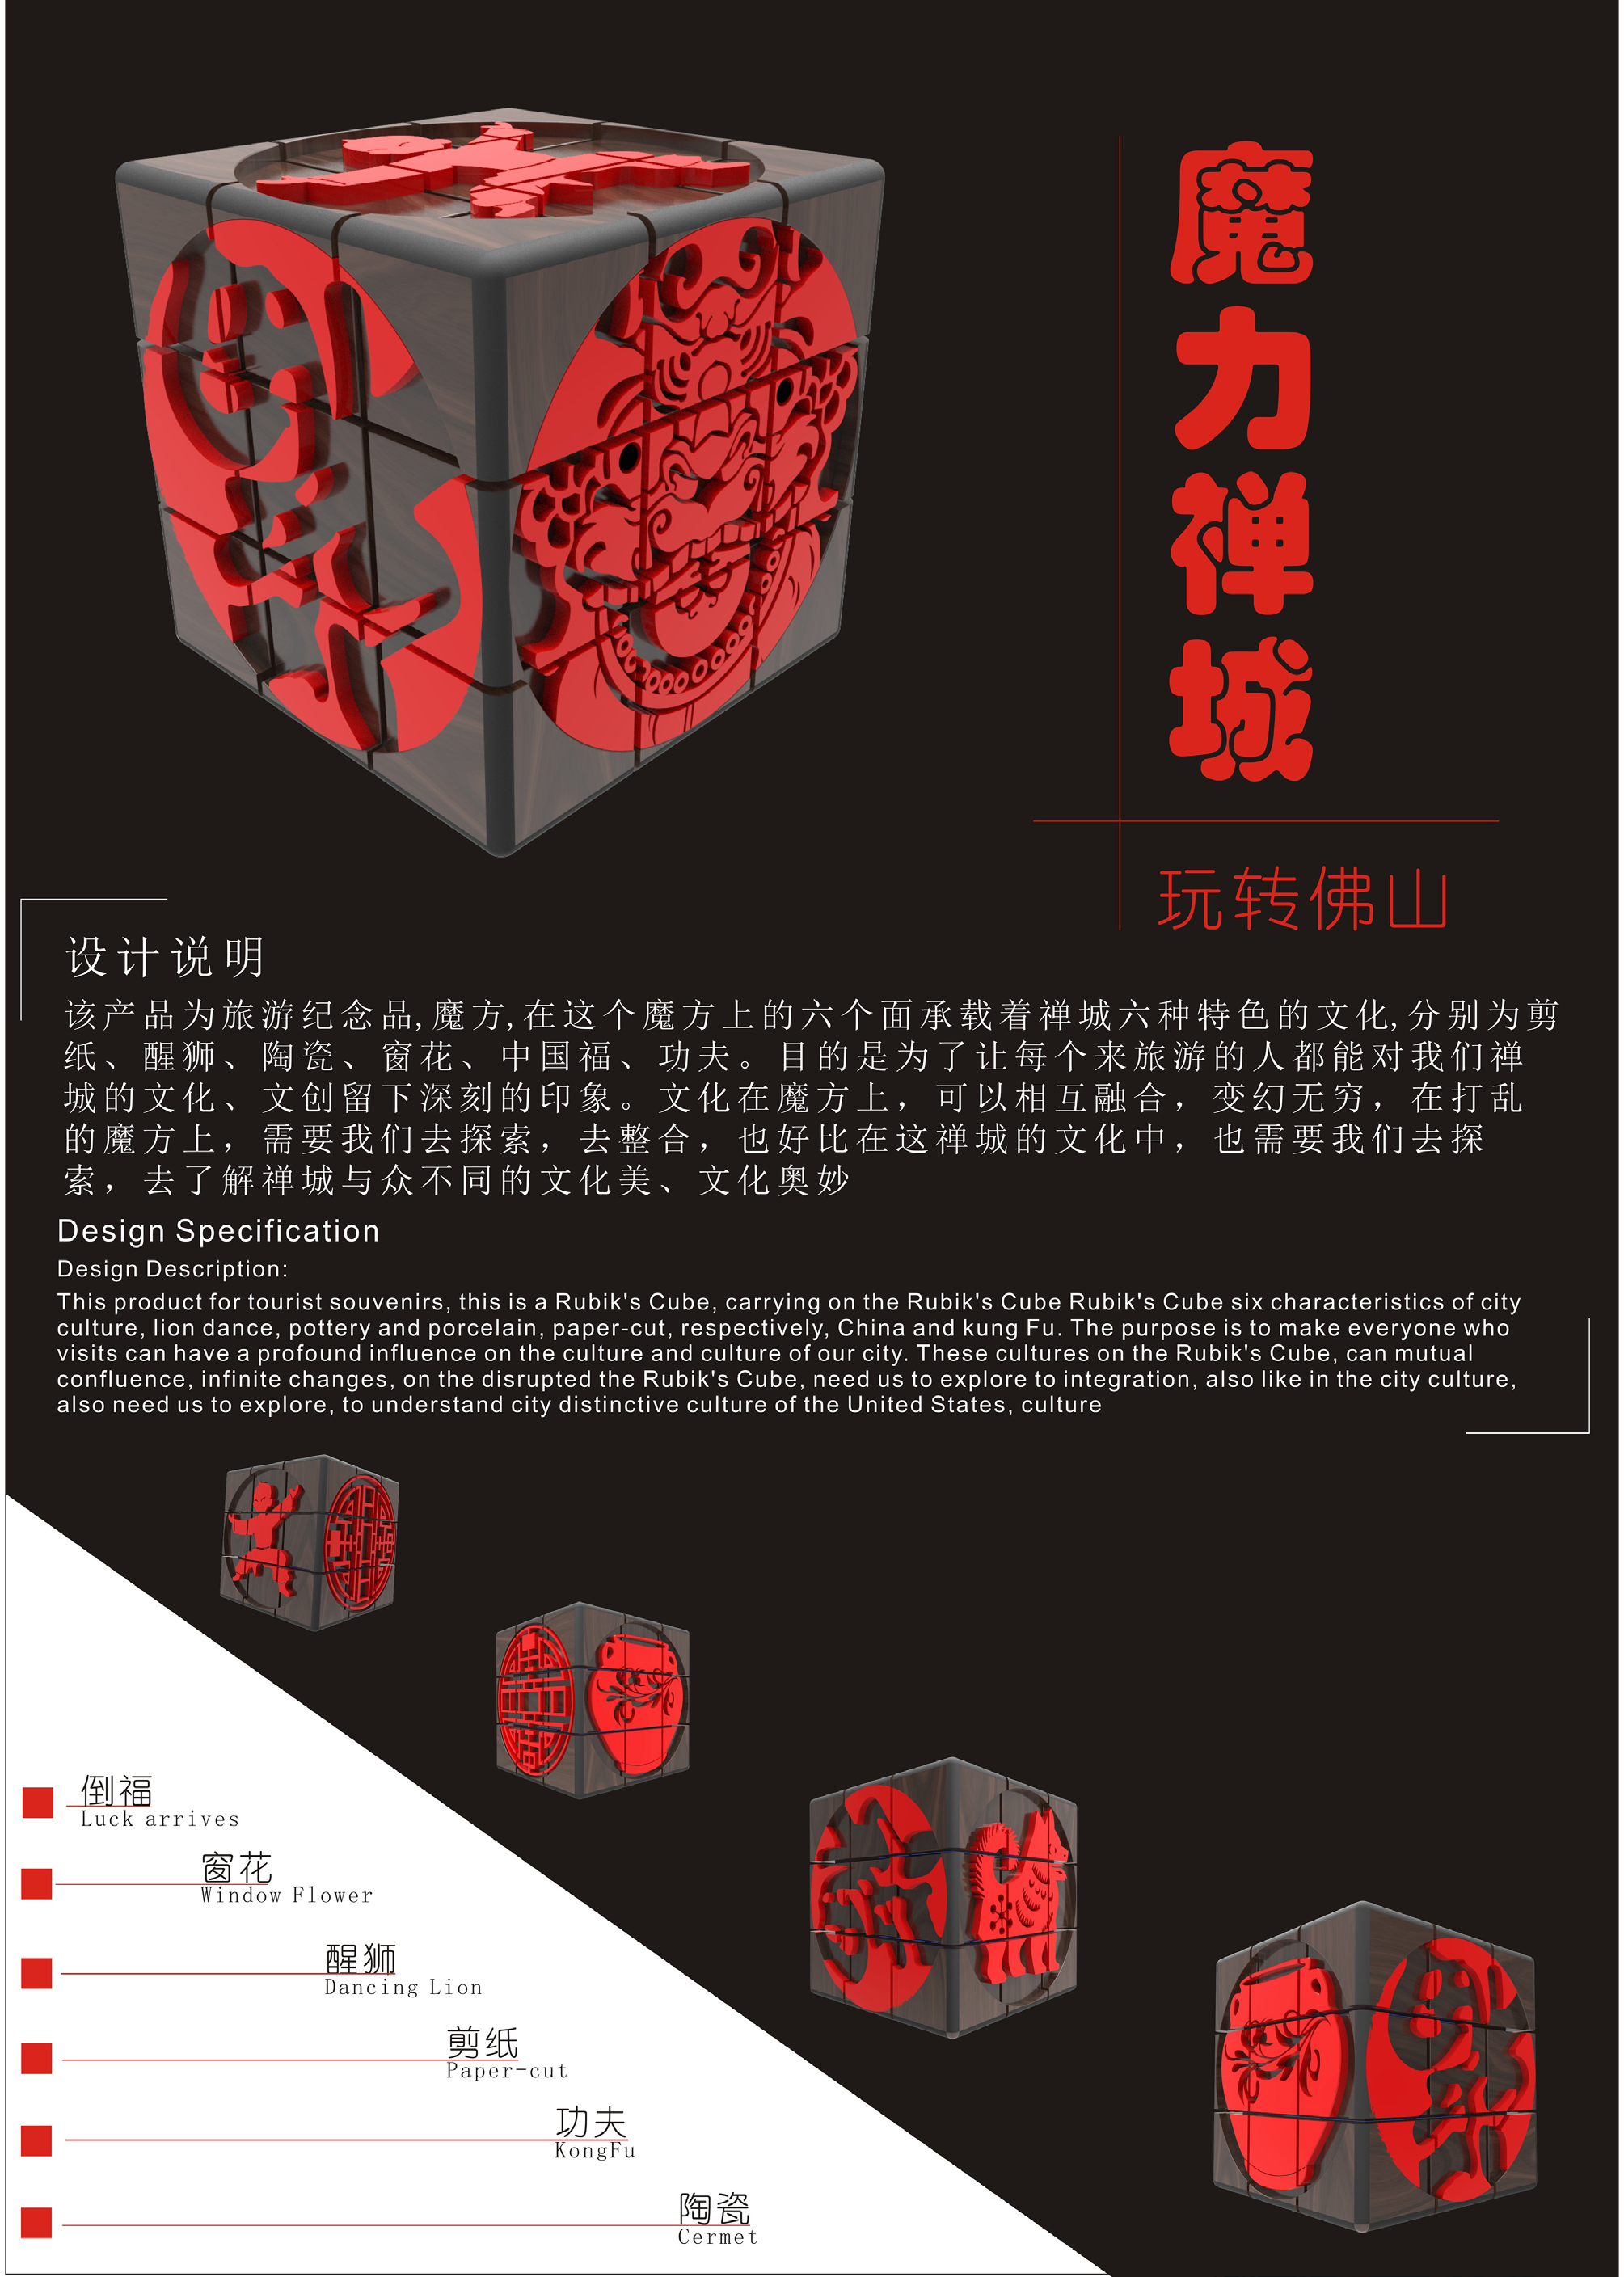 魔力禅城
玩转佛山
设计说明
该产品为旅游纪念品,魔方,在这个魔方上的六个面承载着禅城六种特色的文化,分别为剪
纸、醒狮、陶瓷、窗花、中国福、功夫。目的是为了让每个来旅游的人都能对我们禅
城的文化、文创留下深刻的印象。文化在魔方上，可以相互融合，变幻无穷，在打乱
的魔方上，需要我们去探索，去整合，也好比在这禅城的文化中，也需要我们去探
索，去了解禅城与众不同的文化美、文化奥妙
Design Specification
Design Description:
This product for tourist souvenirs, this is a Rubik's Cube, carrying on the Rubik's Cube Rubik's Cube six characteristics of city
culture, lion dance, pottery and porcelain, paper-cut, respectively, China and kung Fu. The purpose is to make everyone who
visits can have a profound influence on the culture and culture of our city. These cultures on the Rubik's Cube, can mutual
confluence, infinite changes, on the disrupted the Rubik's Cube, need us to explore to integration, also like in the city culture,
also need us to explore, to understand city distinctive culture of the United States, culture
倒福
Luck arrives
窗花
Window Flower
醒狮
Dancing Lion
剪纸
Paper-cut
功夫
KongFu
陶瓷
Cermet